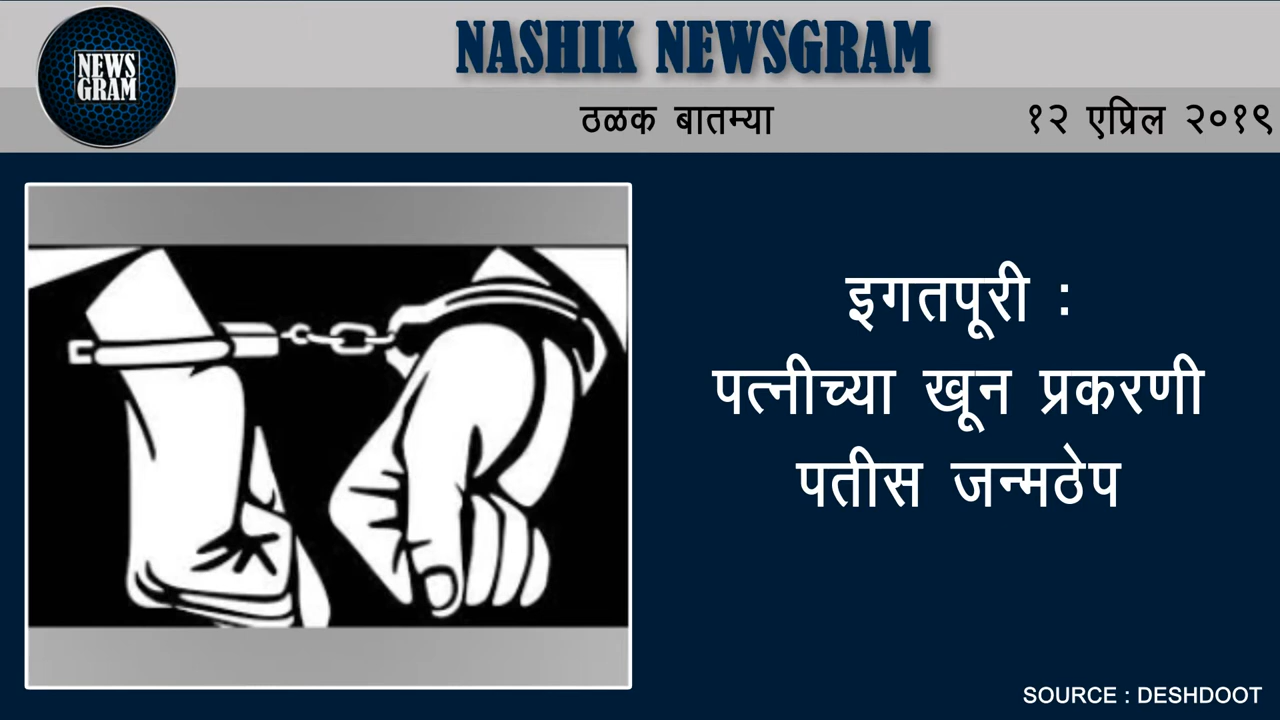 NEWS
GRAM
NASHIK NEWSGRAM
ठळक बातम्या
१२ एप्रिल २०१९
इगतपूरी :
पत्नीच्या खून प्रकरणी
पतीस जन्मठेप
SOURCE : DESHDOOT